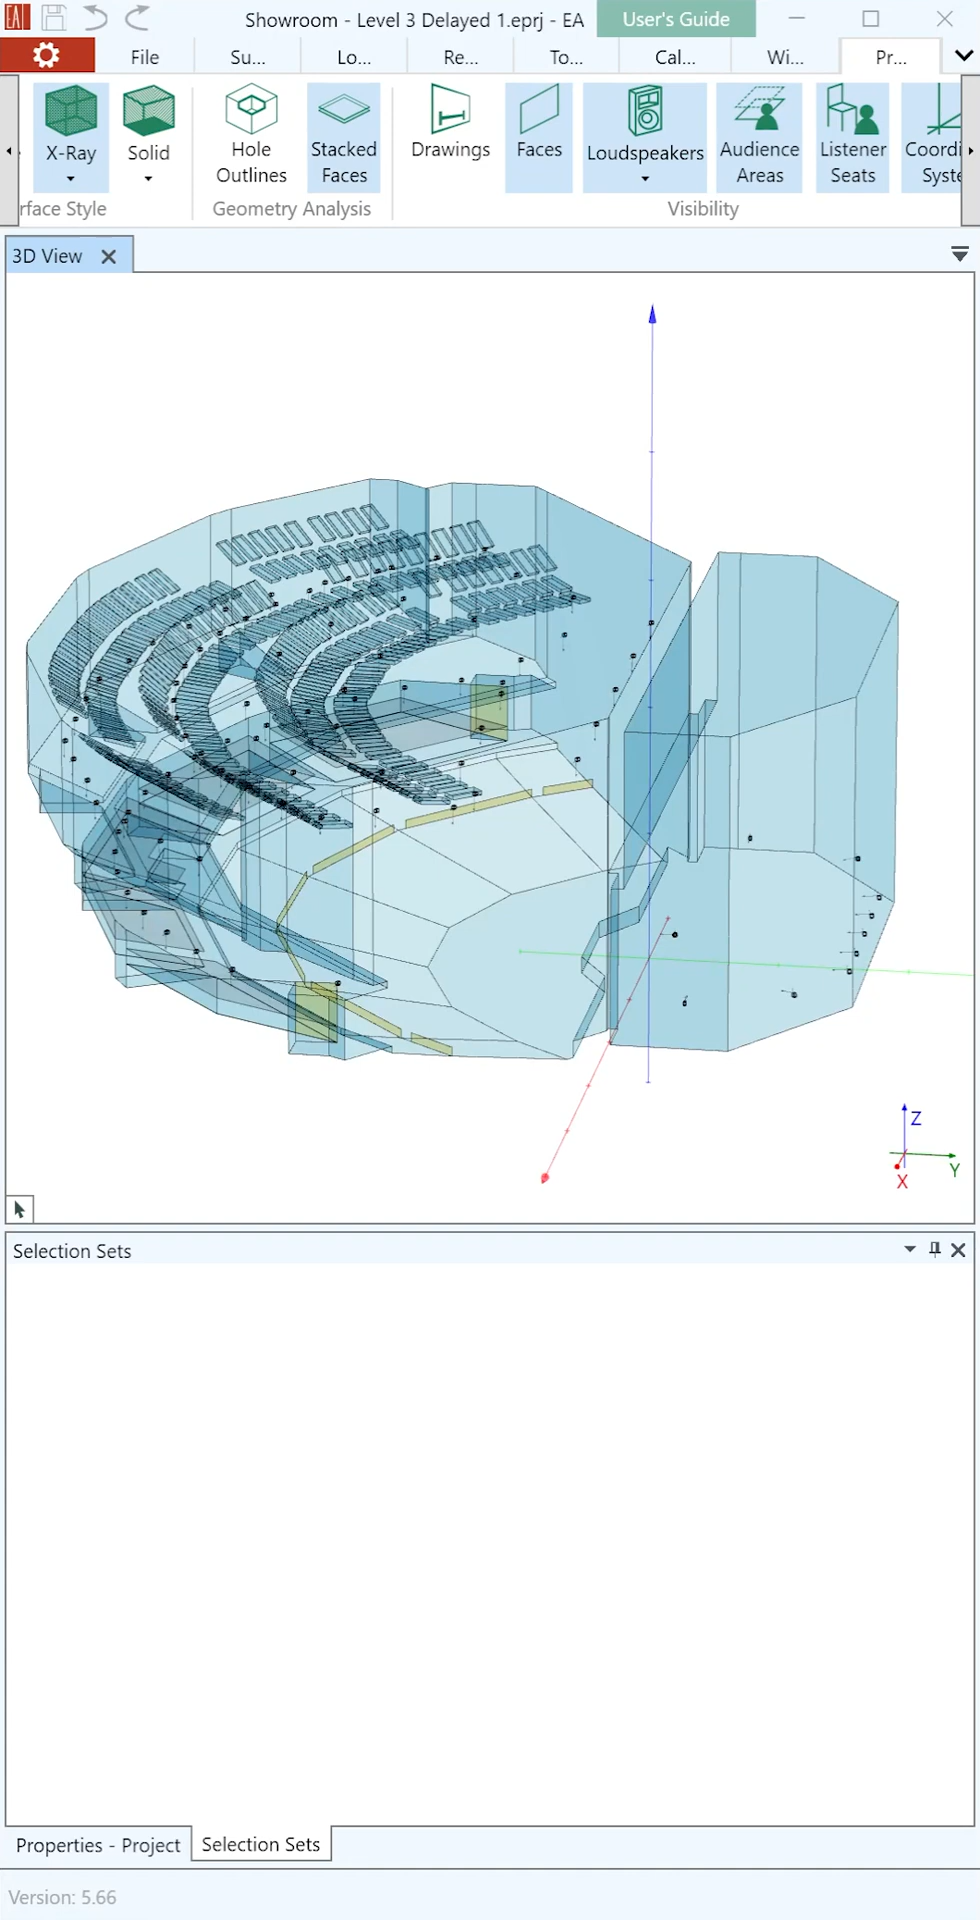 EA Showroom - Level 3 Delayed 1.eprj - EA User's Guide
File Su... Lo... Re... To... Cal... Wi... Pr...
X-Ray Solid Hole Outlines Stacked Faces Drawings Faces Loudspeakers Audience Areas Listener Seats Coordi Syste
rface Style Geometry Analysis Visibility
3D View
Z
Y
X
Selection Sets
Properties - Project Selection Sets
Version: 5.66